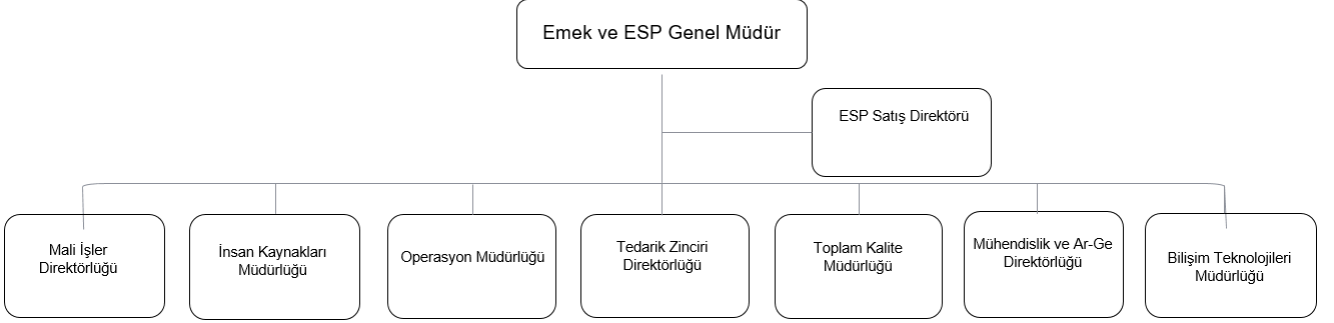 Emek ve ESP Genel Müdür
ESP Satış Direktörü
Mali İşler
Direktörlüğü
İnsan Kaynakları
Müdürlüğü
Operasyon Müdürlüğü
Tedarik Zinciri
Direktörlüğü
Toplam Kalite
Müdürlüğü
Mühendislik ve Ar-Ge
Direktörlüğü
Bilişim Teknolojileri
Müdürlüğü